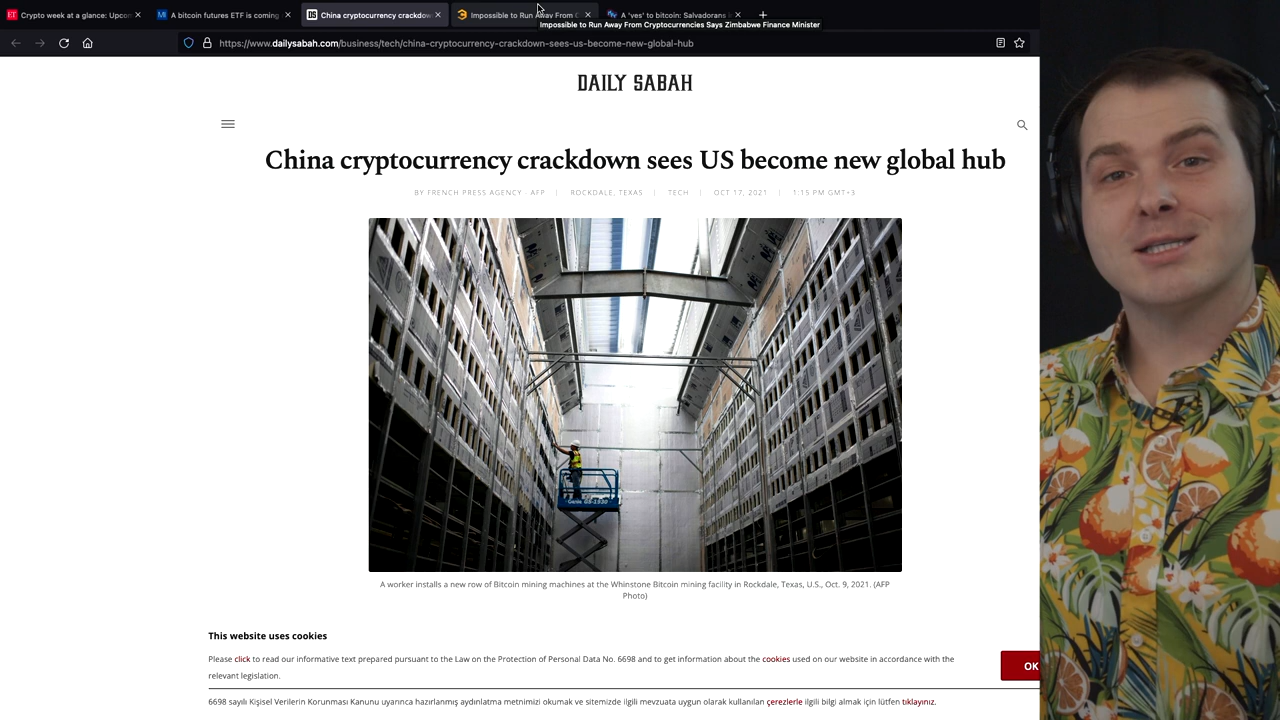 Crypto week at a glance: Upcom
A bitcoin futures ETF is coming
China cryptocurrency crackdow
Impossible to Run Away From C
A 'yes' to bitcoin: Salvadorans
Impossible to Run Away From Cryptocurrencies Says Zimbabwe Finance Minister
https://www.dailysabah.com/business/tech/china-cryptocurrency-crackdown-sees-us-become-new-global-hub
DAILY SABAH
China cryptocurrency crackdown sees US become new global hub
BY FRENCH PRESS AGENCY - AFP | ROCKDALE, TEXAS | TECH | OCT 17, 2021 | 1:15 PM GMT+3
Genie GS-1930
A worker installs a new row of Bitcoin mining machines at the Whinstone Bitcoin mining facility in Rockdale, Texas, U.S., Oct. 9, 2021. (AFP
Photo)
This website uses cookies
Please click to read our informative text prepared pursuant to the Law on the Protection of Personal Data No. 6698 and to get information about the cookies used on our website in accordance with the
relevant legislation.
OK
6698 sayılı Kişisel Verilerin Korunması Kanunu uyarınca hazırlanmış aydınlatma metnimizi okumak ve sitemizde ilgili mevzuata uygun olarak kullanılan çerezlerle ilgili bilgi almak için lütfen tıklayınız.